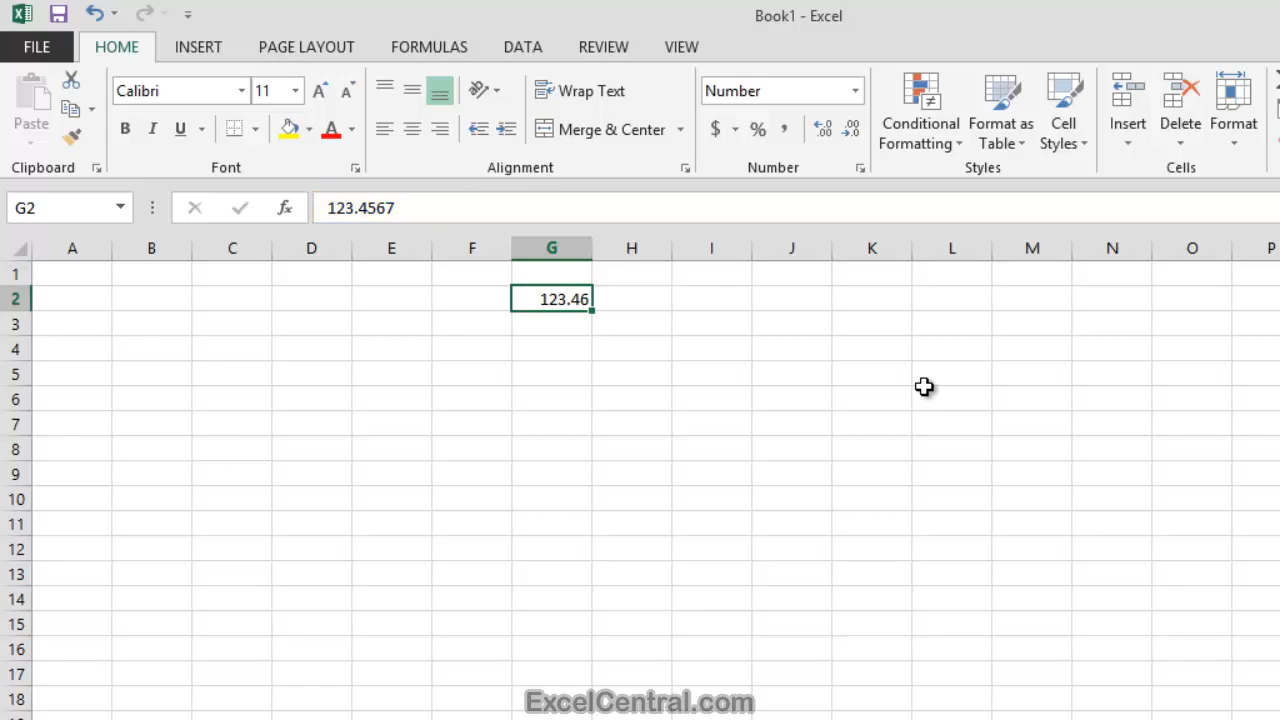 Book1 - Excel
FILE HOME INSERT PAGE LAYOUT FORMULAS DATA REVIEW VIEW
Calibri 11 Wrap Text Number
Paste B I U Merge & Center $ % , Conditional Formatting Format as Table Cell Styles Insert Delete Format
Clipboard Font Alignment Number Styles Cells
G2 fx 123.4567
A B C D E F G H I J K L M N O P
1
2 123.46
3
4
5
6
7
8
9
10
11
12
13
14
15
16
17
18
ExcelCentral.com